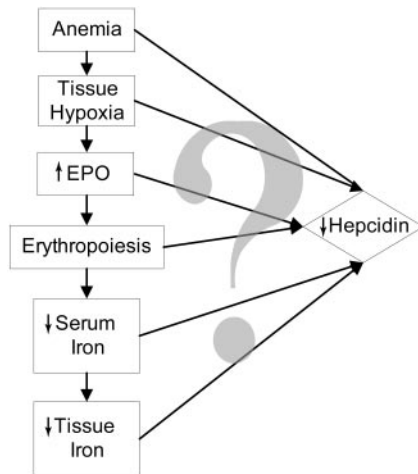 Anemia
Tissue
Hypoxia
↑EPO
Erythropoiesis
↓Serum
Iron
↓Tissue
Iron
↓Hepcidin
?